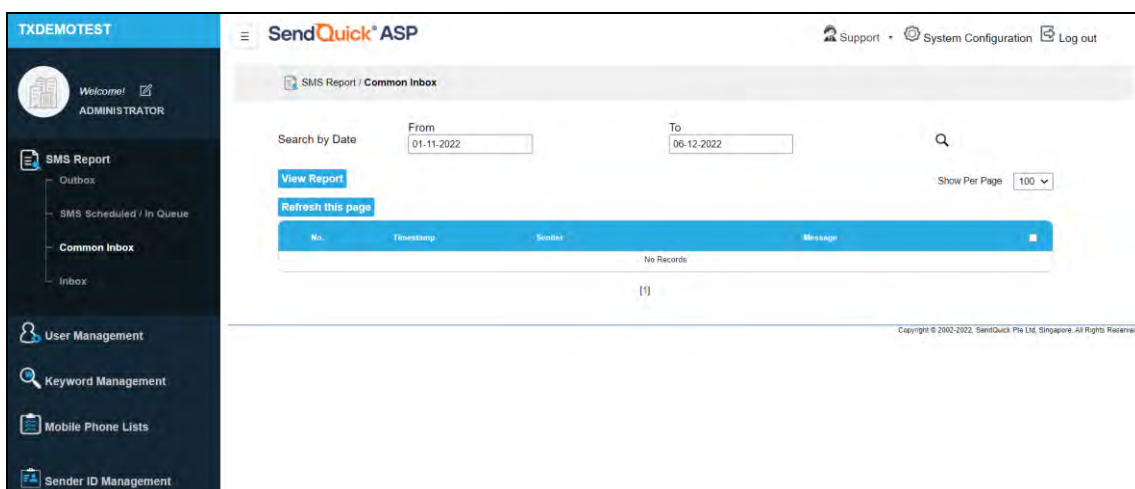 TXDEMOTEST
Welcome!
ADMINISTRATOR
SMS Report
Outbox
SMS Scheduled / In Queue
Common Inbox
Inbox
User Management
Keyword Management
Mobile Phone Lists
Sender ID Management
SendQuick® ASP
Support
System Configuration
Log out
SMS Report / Common Inbox
Search by Date
From
01-11-2022
To
06-12-2022
View Report
Show Per Page 100
Refresh this page
No. Timestamp Sender Message
No Records
[1]
Copyright © 2002-2022, SendQuick Pte Ltd, Singapore. All Rights Reserved